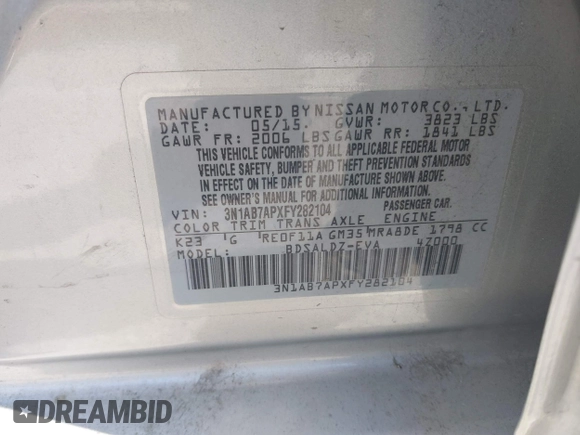 MANUFACTURED BY NISSAN MOTOR CO., LTD.
DATE: 05/15. GVWR: 3823 LBS
GAWR FR: 2006 LBS GAWR RR: 1841 LBS
THIS VEHICLE CONFORMS TO ALL APPLICABLE FEDERAL MOTOR
VEHICLE SAFETY, BUMPER AND THEFT PREVENTION STANDARDS
IN EFFECT ON THE DATE OF MANUFACTURE SHOWN ABOVE.
SEE OWNER'S MANUAL FOR ADDITIONAL INFORMATION.
VIN: 3N1AB7APXFY282104 PASSENGER CAR.
COLOR TRIM TRANS AXLE ENGINE
K23 G RE0F11A GM35 MRA8DE 1798 CC
MODEL: BDSALDZ-EVA 4Z000
3N1AB7APXFY282104
DREAMBID